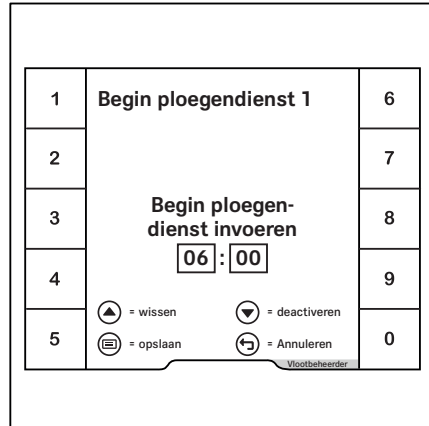 Begin ploegendienst 1
1
2
3
4
5
6
7
8
9
0
Begin ploegen-
dienst invoeren
06 : 00
= wissen
= deactiveren
= opslaan
= Annuleren
Vlootbeheerder